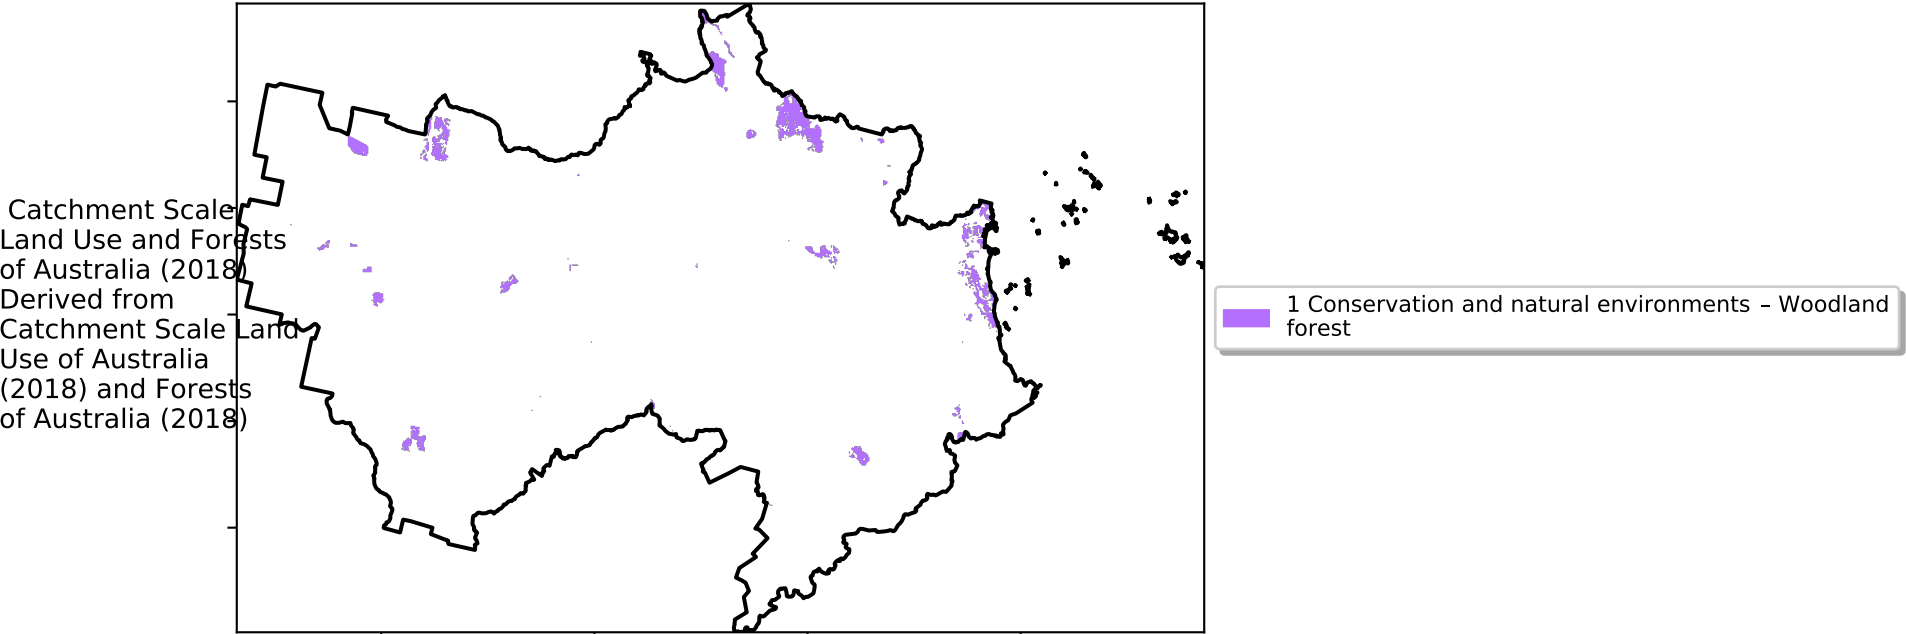 Catchment Scale
Land Use and Forests
of Australia (2018)
Derived from
Catchment Scale Land
Use of Australia
(2018) and Forests
of Australia (2018)
1 Conservation and natural environments – Woodland
forest